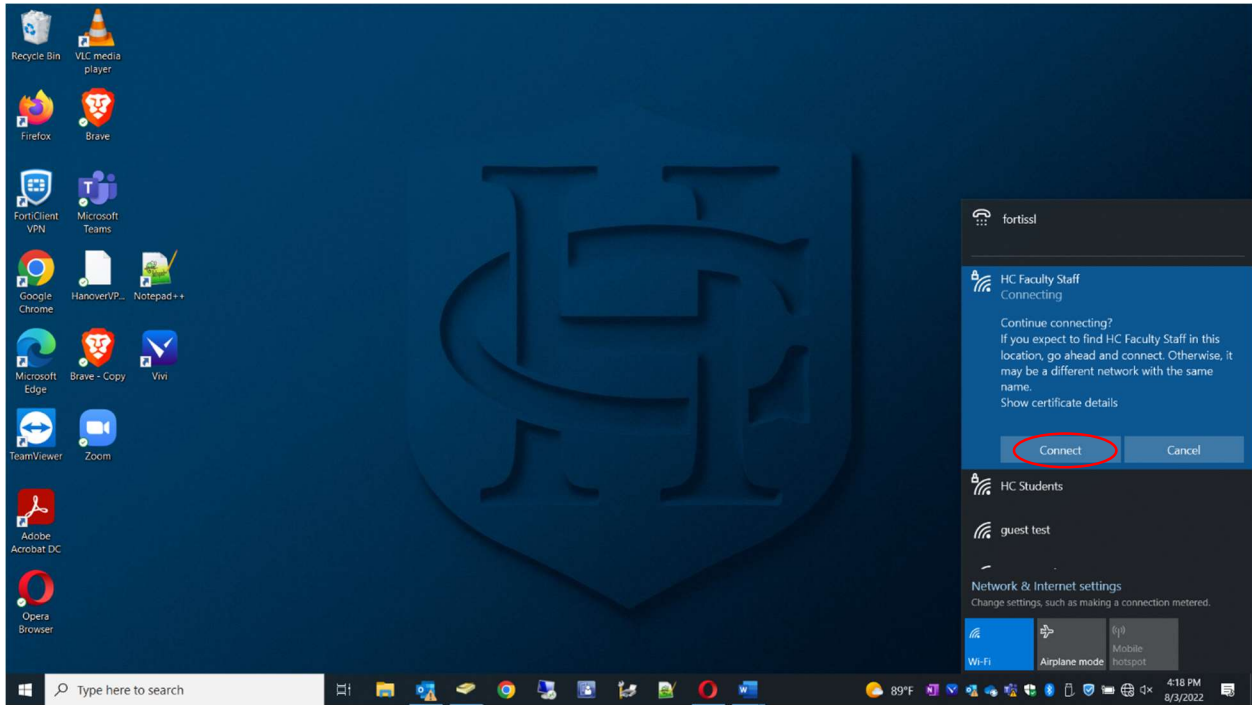 Recycle Bin
VLC media
player
Firefox
Brave
FortiClient
VPN
Microsoft
Teams
Google
Chrome
HanoverVP...
Notepad++
Microsoft
Edge
Brave - Copy
Vivi
TeamViewer
Zoom
Adobe
Acrobat DC
Opera
Browser
HC
fortissl
HC Faculty Staff
Connecting
Continue connecting?
If you expect to find HC Faculty Staff in this
location, go ahead and connect. Otherwise, it
may be a different network with the same
name.
Show certificate details
Connect
Cancel
HC Students
guest test
Network & Internet settings
Change settings, such as making a connection metered.
Wi-Fi
Airplane mode
Mobile
hotspot
Type here to search
89°F
4:18 PM
8/3/2022